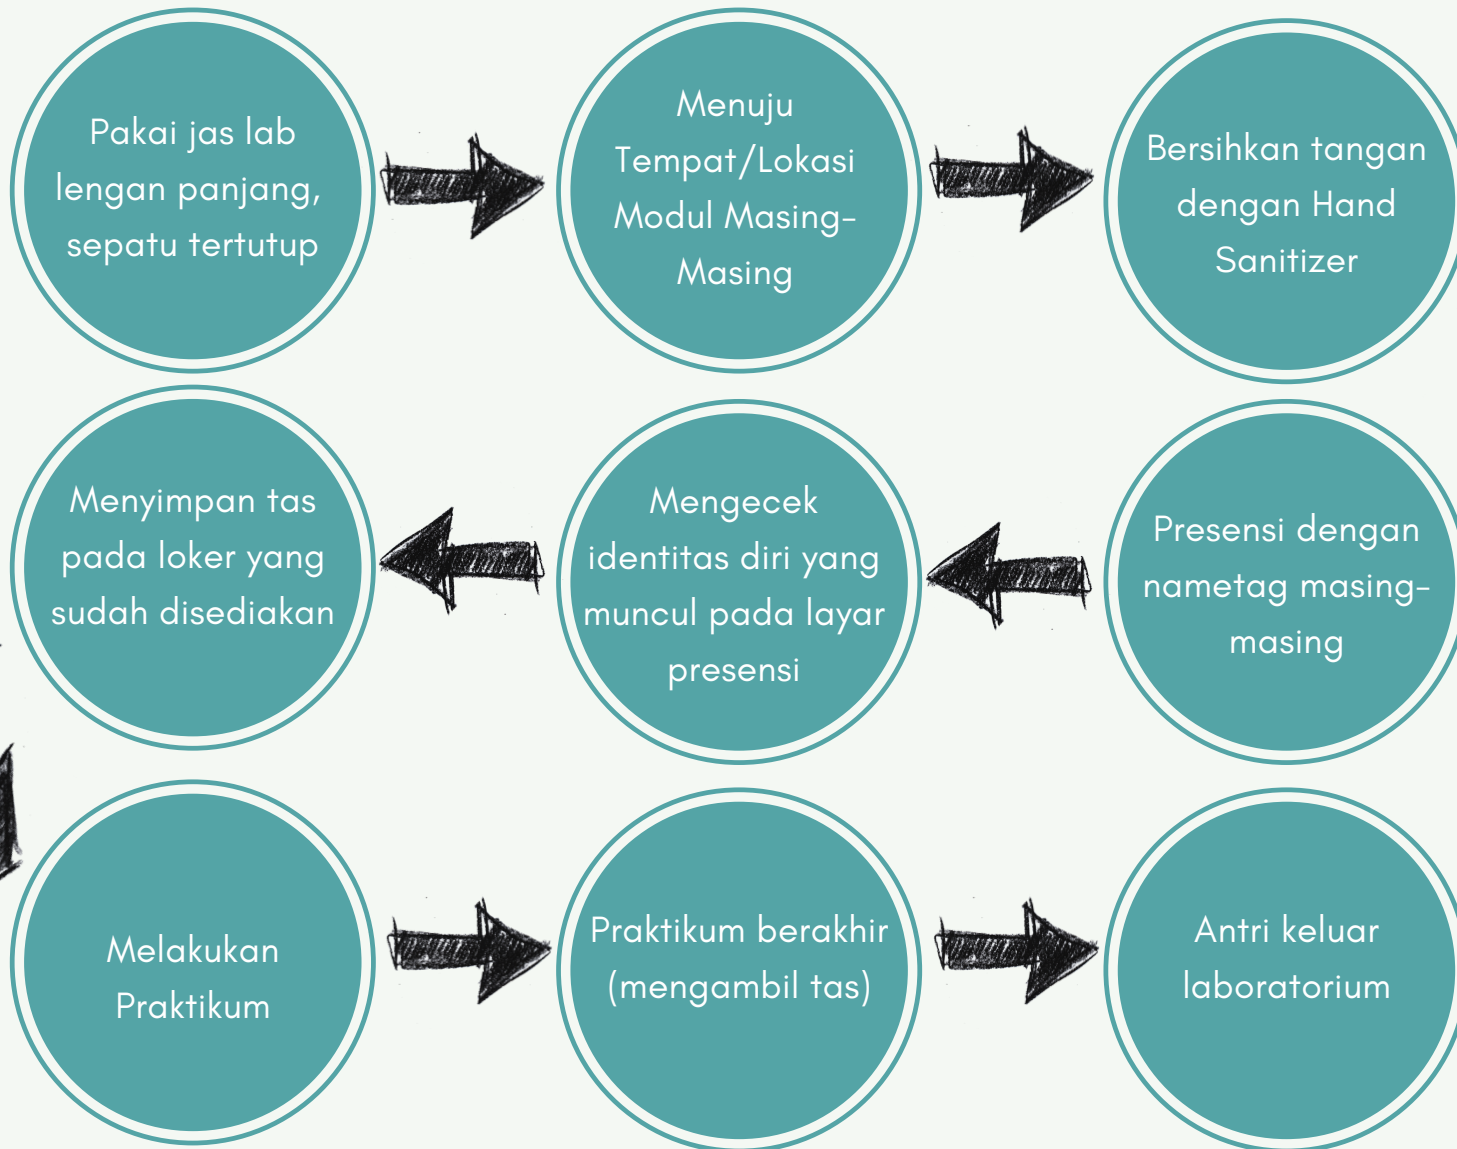 Pakai jas lab
lengan panjang,
sepatu tertutup
Menuju
Tempat/Lokasi
Modul Masing-
Masing
Bersihkan tangan
dengan Hand
Sanitizer
Presensi dengan
nametag masing-
masing
Mengecek
identitas diri yang
muncul pada layar
presensi
Menyimpan tas
pada loker yang
sudah disediakan
Melakukan
Praktikum
Praktikum berakhir
(mengambil tas)
Antri keluar
laboratorium